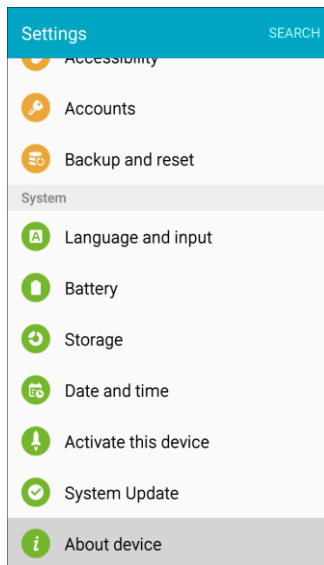 Settings
SEARCH
Accessibility
Accounts
Backup and reset
System
A
Language and input
Battery
Storage
Date and time
Activate this device
System Update
i
About device